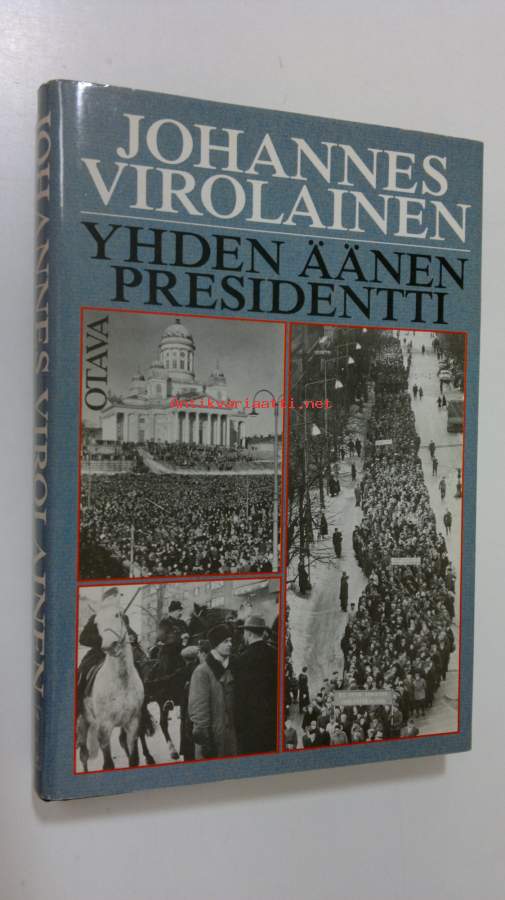 JOHANNES
VIROLAINEN
YHDEN ÄÄNEN
PRESIDENTTI
OTAVA
antikvariaatti.net
JOHANNES VIROLAINEN